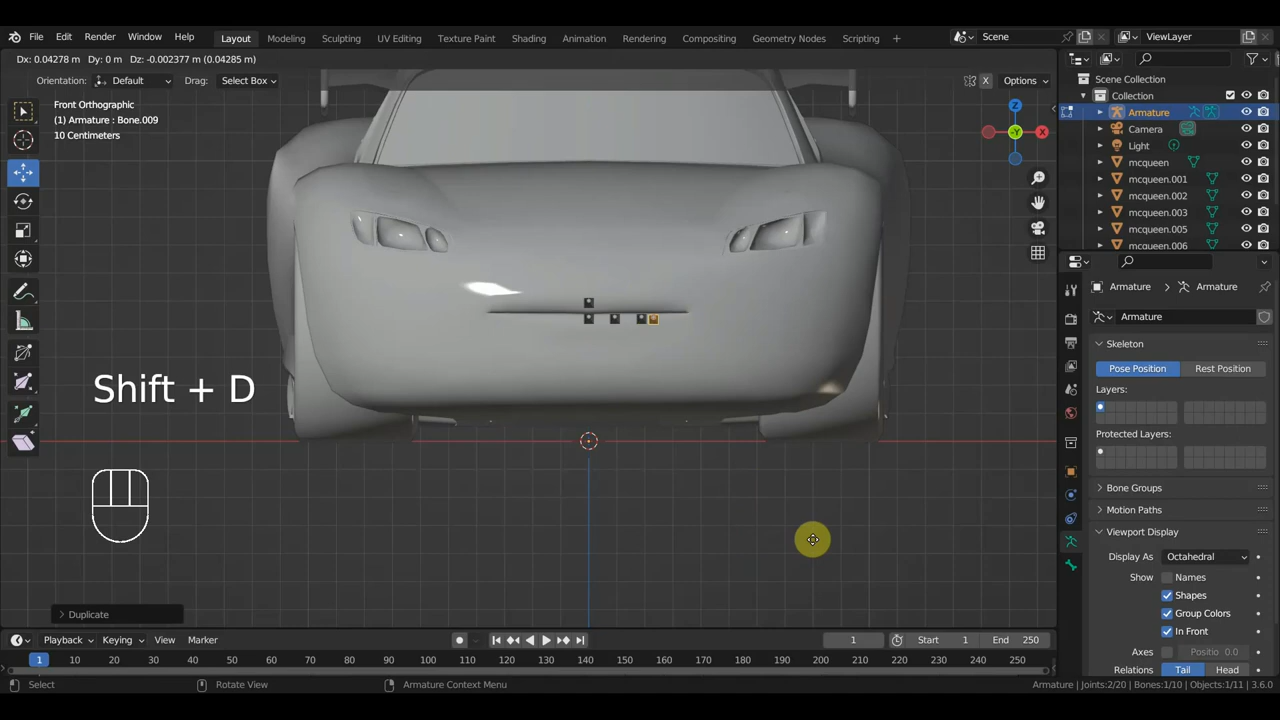 File Edit Render Window Help Layout Modeling Sculpting UV Editing Texture Paint Shading Animation Rendering Compositing Geometry Nodes Scripting + Scene ViewLayer
Dx: 0.04278 m Dy: 0 m Dz: -0.002377 m (0.04285 m)
Orientation: Default Drag: Select Box X Options
Front Orthographic
(1) Armature : Bone.009
10 Centimeters
Z
X
-Y
Shift + D
Duplicate
Scene Collection
Collection
Armature
Camera
Light
mcqueen
mcqueen.001
mcqueen.002
mcqueen.003
mcqueen.005
mcqueen.006
Armature > Armature
Armature
Skeleton
Pose Position Rest Position
Layers:
Protected Layers:
Bone Groups
Motion Paths
Viewport Display
Display As Octahedral
Show Names
Shapes
Group Colors
In Front
Axes Positio 0.0
Relations Tail Head
Playback Keying View Marker 1 Start 1 End 250
1 10 20 30 40 50 60 70 80 90 100 110 120 130 140 150 160 170 180 190 200 210 220 230 240 250
Select Rotate View Armature Context Menu Armature | Joints:2/20 | Bones:1/10 | Objects:1/11 | 3.6.0